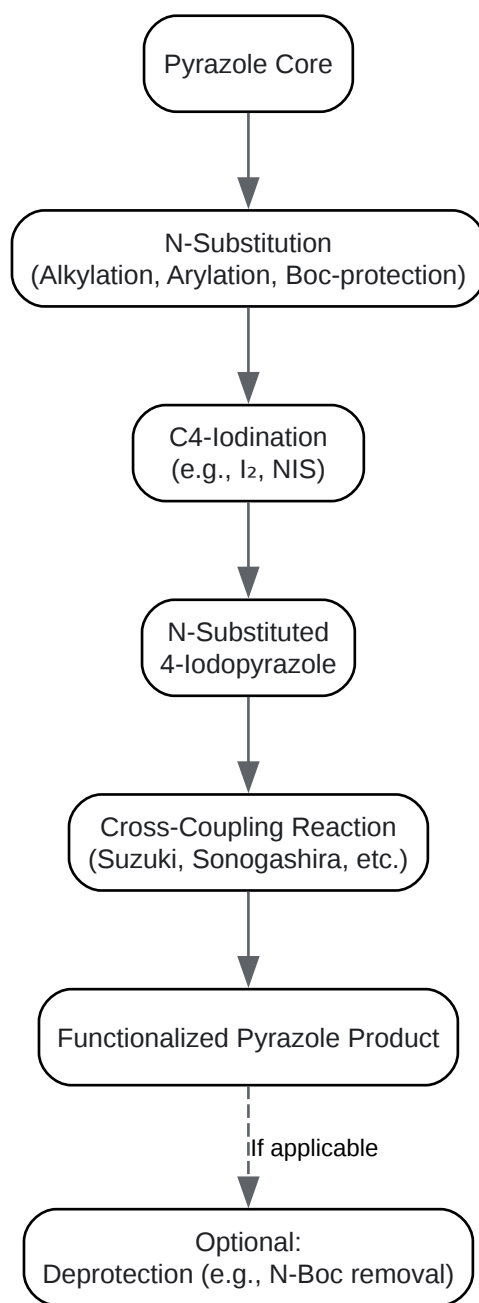 Pyrazole Core
N-Substitution
(Alkylation, Arylation, Boc-protection)
C4-Iodination
(e.g., I₂, NIS)
N-Substituted
4-Iodopyrazole
Cross-Coupling Reaction
(Suzuki, Sonogashira, etc.)
Functionalized Pyrazole Product
If applicable
Optional:
Deprotection (e.g., N-Boc removal)